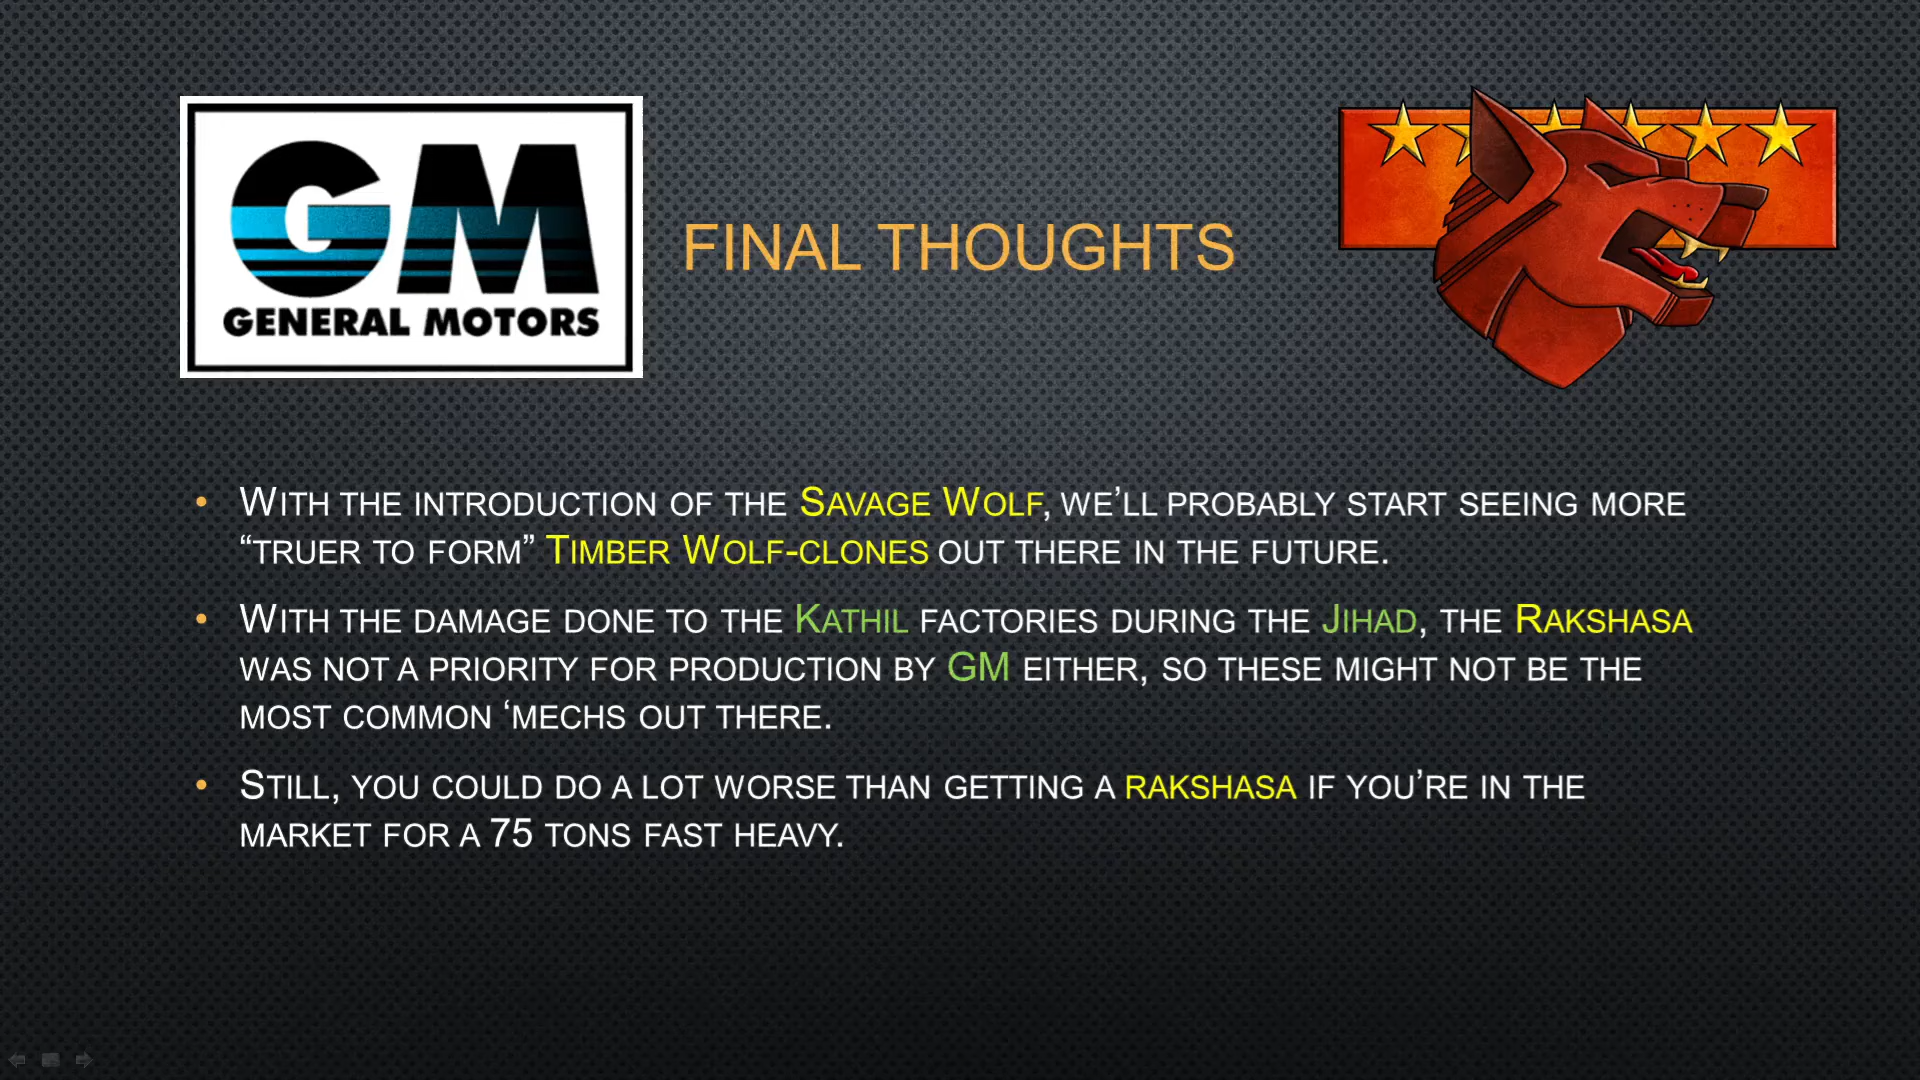 GM
GENERAL MOTORS
FINAL THOUGHTS
• WITH THE INTRODUCTION OF THE SAVAGE WOLF, WE’LL PROBABLY START SEEING MORE
“TRUER TO FORM” TIMBER WOLF-CLONES OUT THERE IN THE FUTURE.
• WITH THE DAMAGE DONE TO THE KATHIL FACTORIES DURING THE JIHAD, THE RAKSHASA
WAS NOT A PRIORITY FOR PRODUCTION BY GM EITHER, SO THESE MIGHT NOT BE THE
MOST COMMON ‘MECHS OUT THERE.
• STILL, YOU COULD DO A LOT WORSE THAN GETTING A RAKSHASA IF YOU’RE IN THE
MARKET FOR A 75 TONS FAST HEAVY.